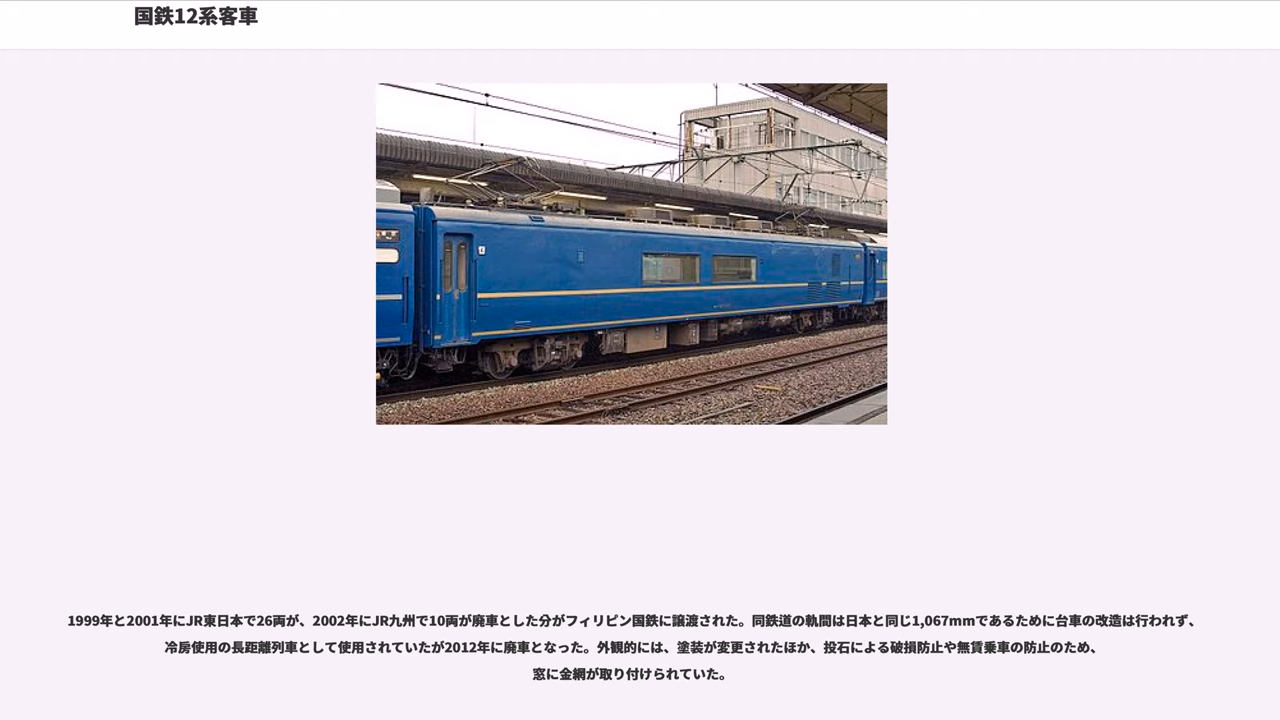 国鉄12系客車
1999年と2001年にJR東日本で26両が、2002年にJR九州で10両が廃車とした分がフィリピン国鉄に譲渡された。同鉄道の軌間は日本と同じ1,067mmであるために台車の改造は行われず、
冷房使用の長距離列車として使用されていたが2012年に廃車となった。外観的には、塗装が変更されたほか、投石による破損防止や無賃乗車の防止のため、
窓に金網が取り付けられていた。